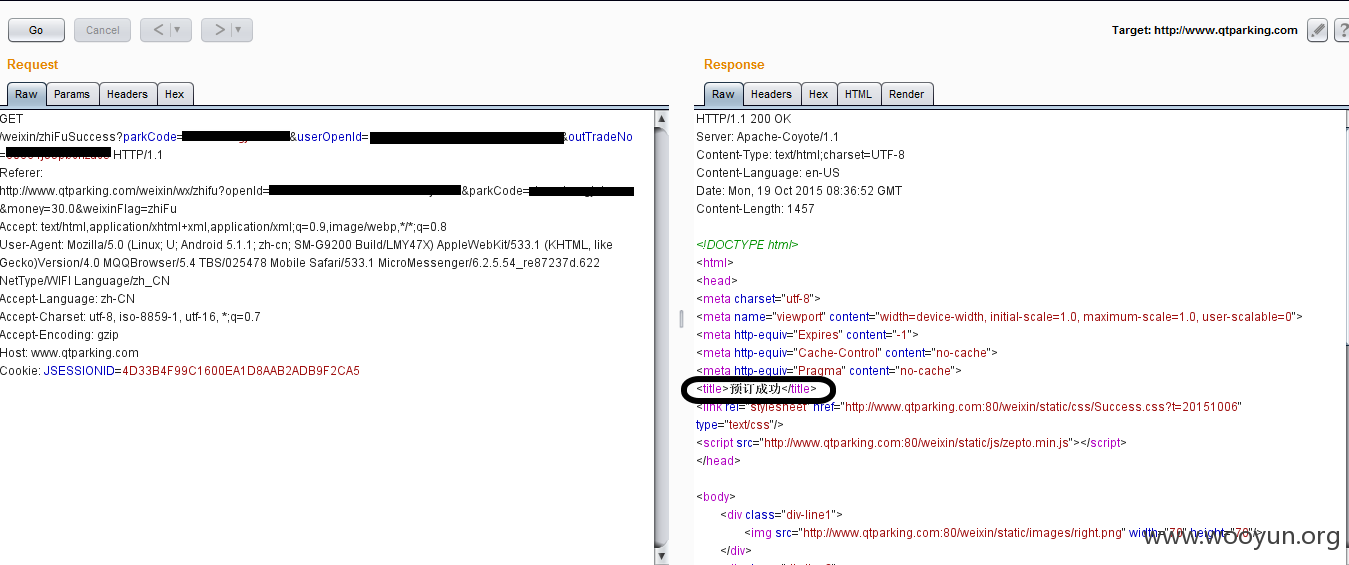 Go
Cancel
<
>
Target: http://www.qtparking.com
?
Request
Raw
Params
Headers
Hex
GET
/weixin/zhiFuSuccess?parkCode=
&userOpenId=
&outTradeNo
=
HTTP/1.1
Referer:
http://www.qtparking.com/weixin/wx/zhifu?openId=
&parkCode=
&money=30.0&weixinFlag=zhiFu
Accept: text/html,application/xhtml+xml,application/xml;q=0.9,image/webp,*/*;q=0.8
User-Agent: Mozilla/5.0 (Linux; U; Android 5.1.1; zh-cn; SM-G9200 Build/LMY47X) AppleWebKit/533.1 (KHTML, like
Gecko)Version/4.0 MQQBrowser/5.4 TBS/025478 Mobile Safari/533.1 MicroMessenger/6.2.5.54_re87237d.622
NetType/WIFI Language/zh_CN
Accept-Language: zh-CN
Accept-Charset: utf-8, iso-8859-1, utf-16, *;q=0.7
Accept-Encoding: gzip
Host: www.qtparking.com
Cookie: JSESSIONID=4D33B4F99C1600EA1D8AAB2ADB9F2CA5
Response
Raw
Headers
Hex
HTML
Render
HTTP/1.1 200 OK
Server: Apache-Coyote/1.1
Content-Type: text/html;charset=UTF-8
Content-Language: en-US
Date: Mon, 19 Oct 2015 08:36:52 GMT
Content-Length: 1457
<!DOCTYPE html>
<html>
<head>
<meta charset="utf-8">
<meta name="viewport" content="width=device-width, initial-scale=1.0, maximum-scale=1.0, user-scalable=0">
<meta http-equiv="Expires" content="-1">
<meta http-equiv="Cache-Control" content="no-cache">
<meta http-equiv="Pragma" content="no-cache">
<title>预订成功</title>
<link rel="stylesheet" href="http://www.qtparking.com:80/weixin/static/css/Success.css?t=20151006"
type="text/css"/>
<script src="http://www.qtparking.com:80/weixin/static/js/zepto.min.js"></script>
</head>
<body>
<div class="div-line1">
<img src="http://www.qtparking.com:80/weixin/static/images/right.png" width="70" height="70"/>
</div>
www.wooyun.org